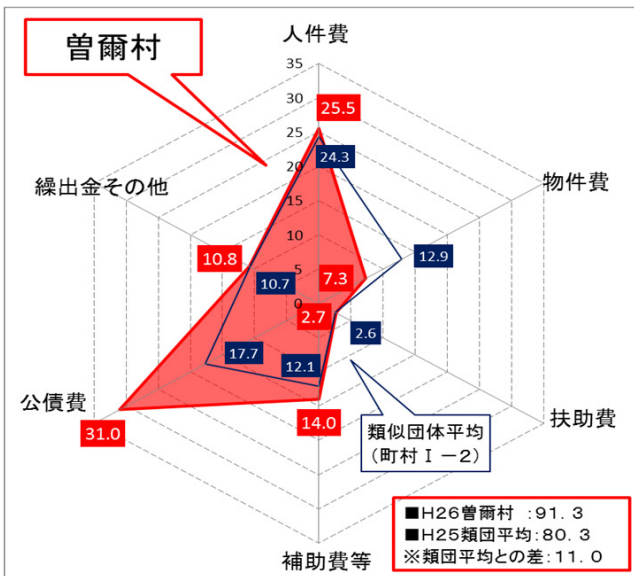 人件費
曽爾村
35
30
25.5
25
24.3
20
物件費
繰出金その他
15
12.9
10.8
10
10.7
7.3
5
0
2.7
2.6
17.7
12.1
公債費
31.0
14.0
扶助費
類似団体平均
(町村Ⅰ－2)
補助費等
■H26曽爾村 :91.3
■H25類団平均:80.3
※類団平均との差:11.0